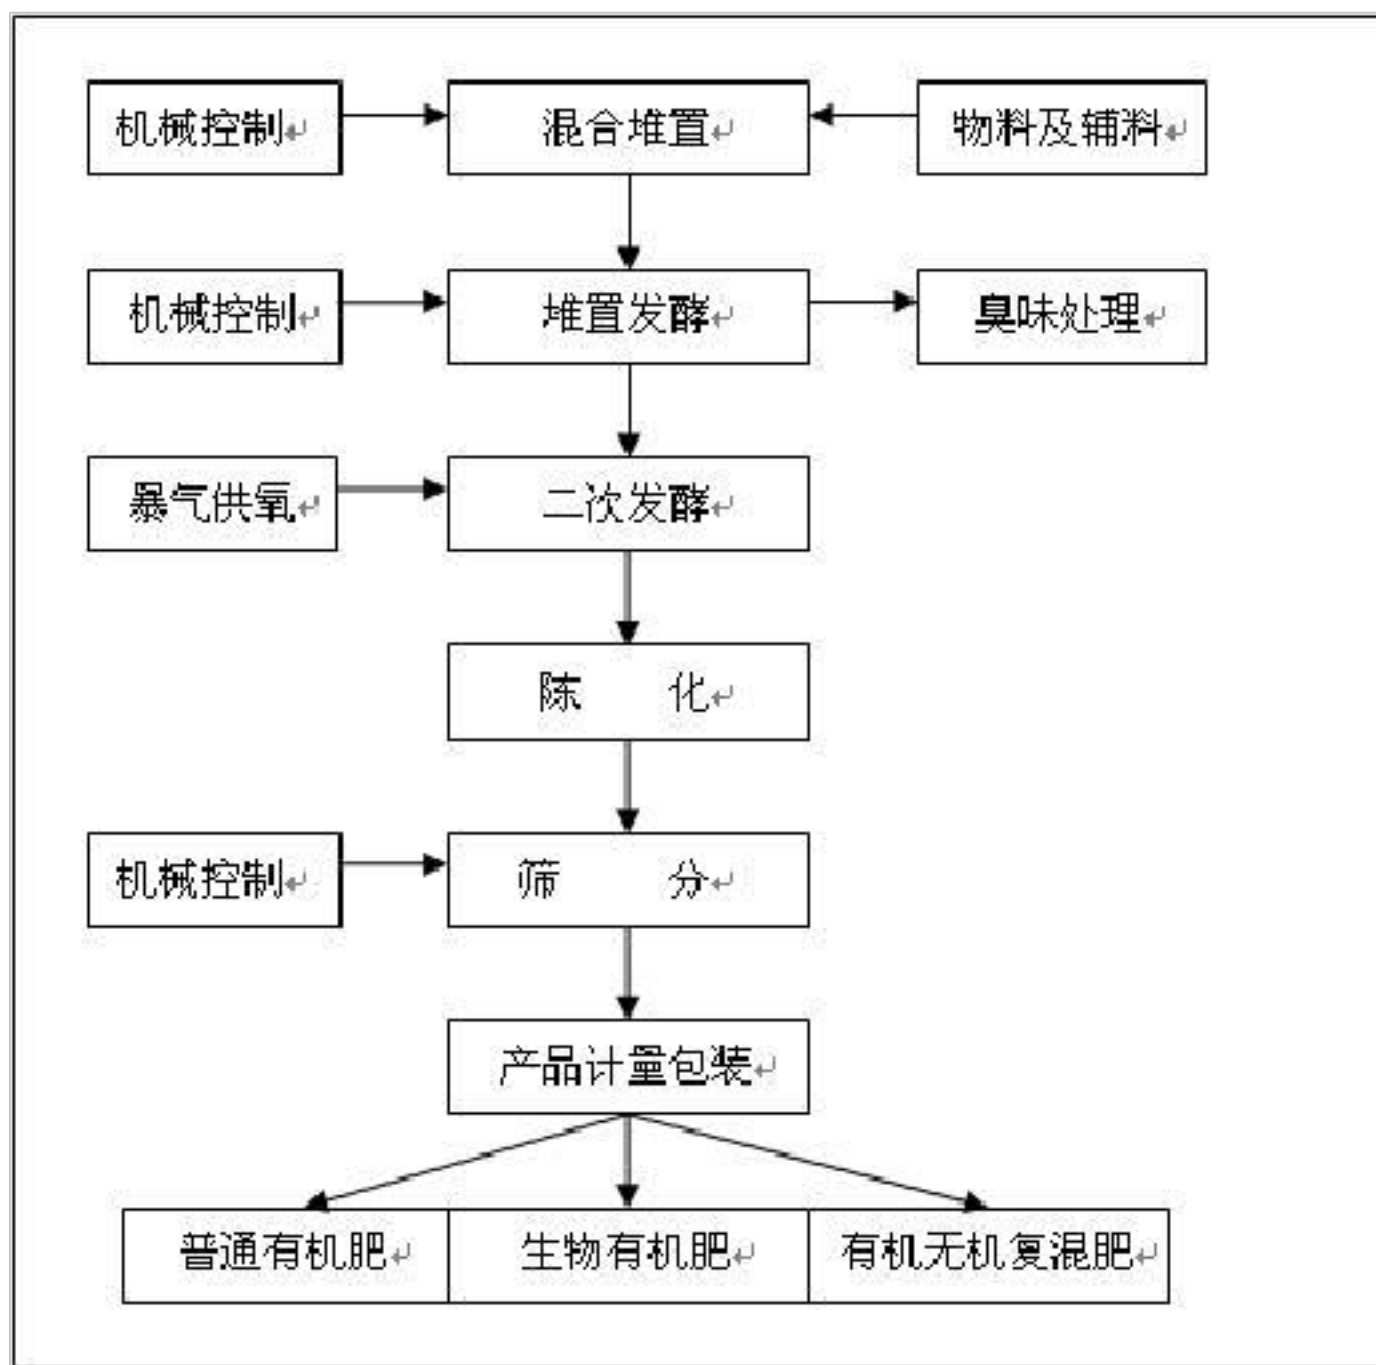 机械控制
混合堆置
物料及辅料
机械控制
堆置发酵
臭味处理
暴气供氧
二次发酵
陈 化
机械控制
筛 分
产品计量包装
普通有机肥
生物有机肥
有机无机复混肥